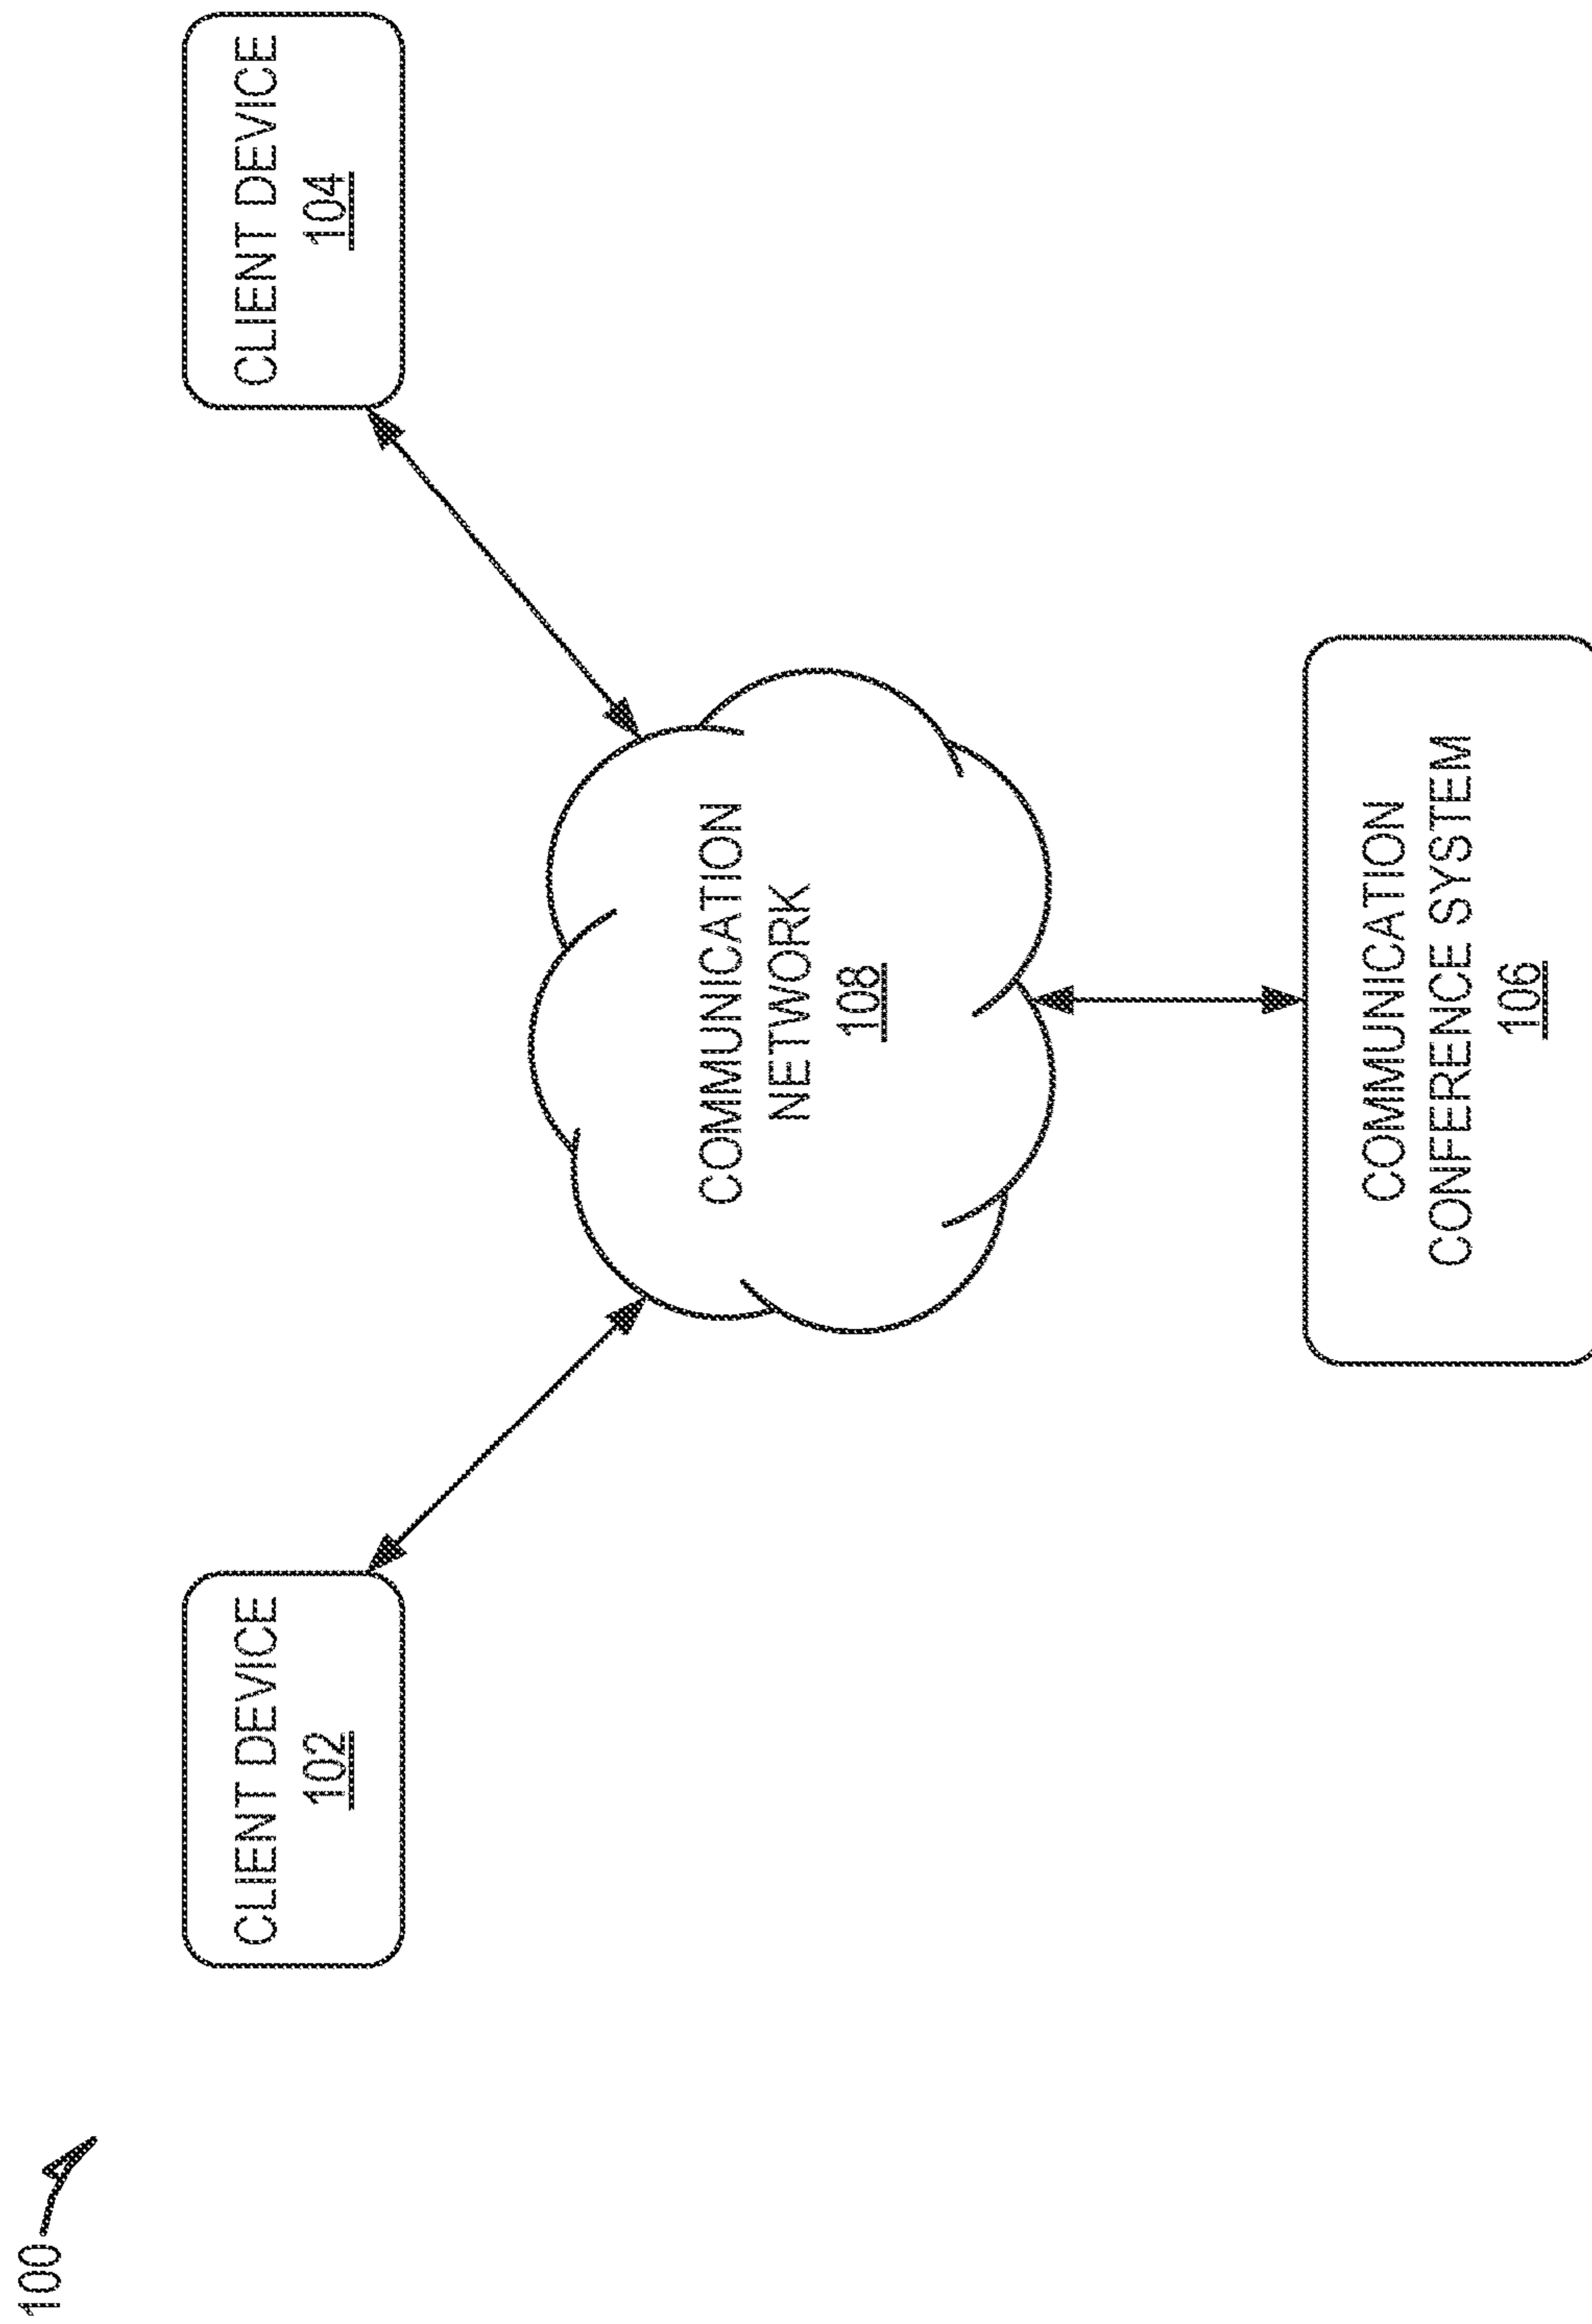 100
CLIENT DEVICE
102
CLIENT DEVICE
104
COMMUNICATION
NETWORK
108
COMMUNICATION
CONFERENCE SYSTEM
106